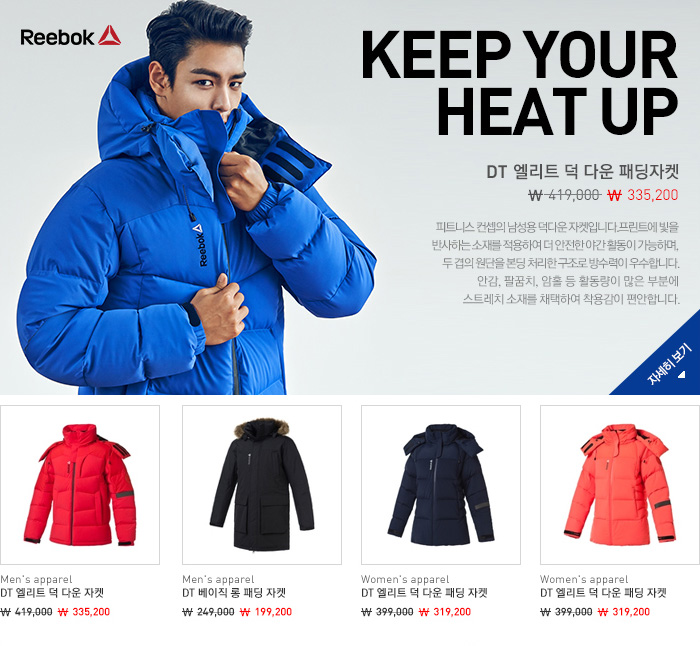 Reebok
KEEP YOUR
HEAT UP
DT 엘리트 덕 다운 패딩자켓
₩ 419,000 ₩ 335,200
피트니스 컨셉의 남성용 덕다운 자켓입니다.프린트에 빛을
반사하는 소재를 적용하여 더 안전한 야간 활동이 가능하며,
두 겹의 원단을 본딩 처리한 구조로 방수력이 우수합니다.
안감, 팔꿈치, 암홀 등 활동량이 많은 부분에
스트레치 소재를 채택하여 착용감이 편안합니다.
Reebok
자세히 보기
Men's apparel
DT 엘리트 덕 다운 자켓
₩ 419,000 ₩ 335,200
Men's apparel
DT 베이직 롱 패딩 자켓
₩ 249,000 ₩ 199,200
Women's apparel
DT 엘리트 덕 다운 패딩 자켓
₩ 399,000 ₩ 319,200
Women's apparel
DT 엘리트 덕 다운 패딩 자켓
₩ 399,000 ₩ 319,200